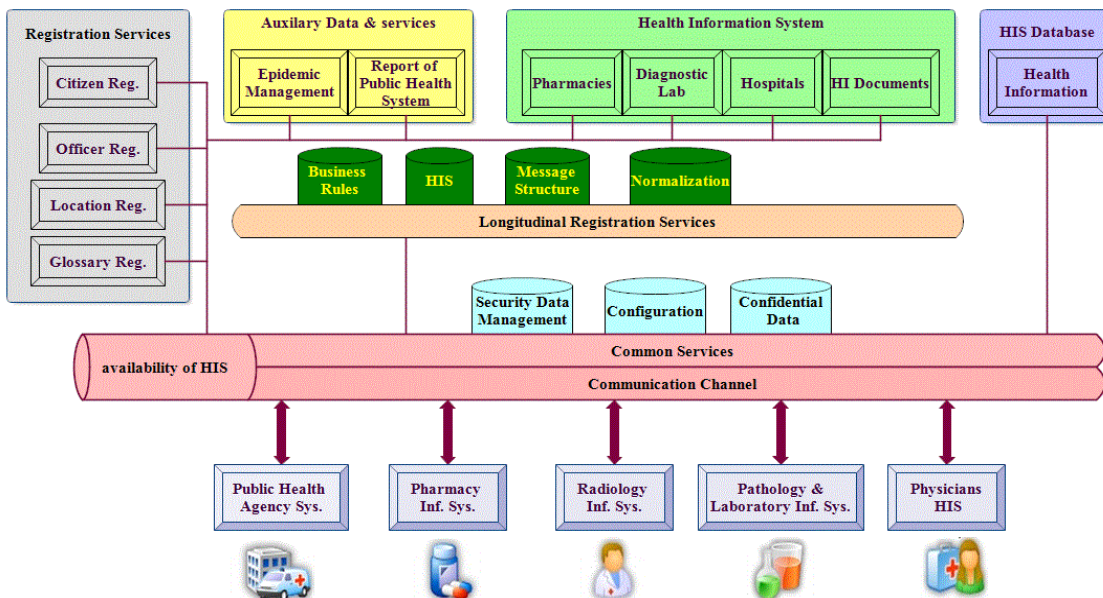 Registration Services
Citizen Reg.
Officer Reg.
Location Reg.
Glossary Reg.
Auxilary Data & services
Epidemic
Management
Report of
Public Health
System
Health Information System
Pharmacies
Diagnostic
Lab
Hospitals
HI Documents
HIS Database
Health
Information
Business
Rules
HIS
Message
Structure
Normalization
Longitudinal Registration Services
Security Data
Management
Configuration
Confidential
Data
availability of HIS
Common Services
Communication Channel
Public Health
Agency Sys.
Pharmacy
Inf. Sys.
Radiology
Inf. Sys.
Pathology &
Laboratory Inf. Sys.
Physicians
HIS